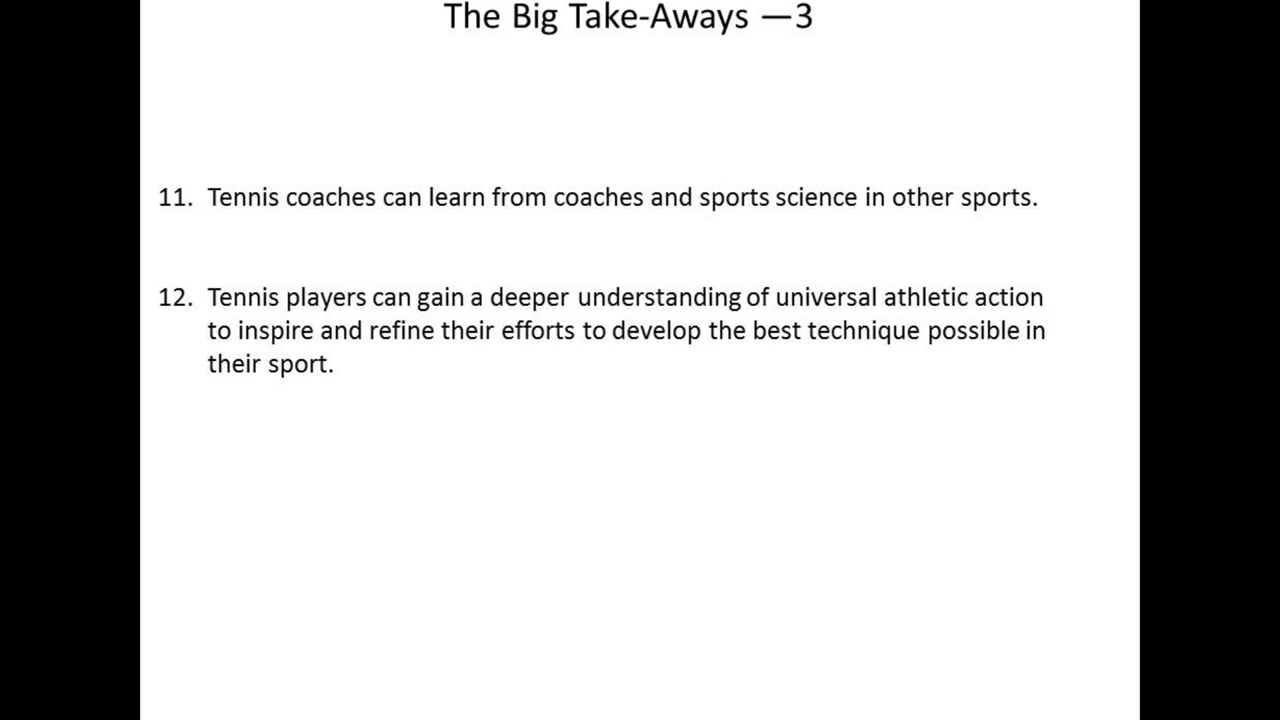 The Big Take-Aways —3
11. Tennis coaches can learn from coaches and sports science in other sports.
12. Tennis players can gain a deeper understanding of universal athletic action
to inspire and refine their efforts to develop the best technique possible in
their sport.